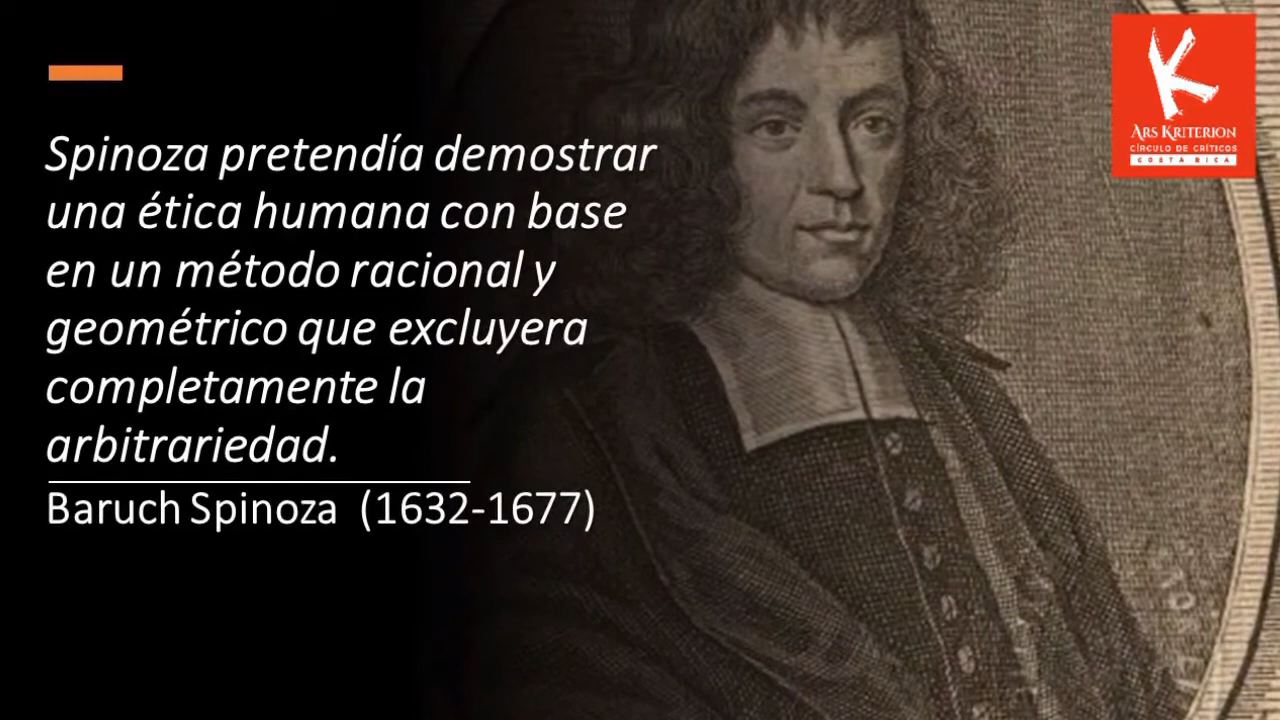 Spinoza pretendía demostrar
una ética humana con base
en un método racional y
geométrico que excluyera
completamente la
arbitrariedad.
Baruch Spinoza (1632-1677)
K
ARS KRITERION
CÍRCULO DE CRÍTICOS
COSTA RICA